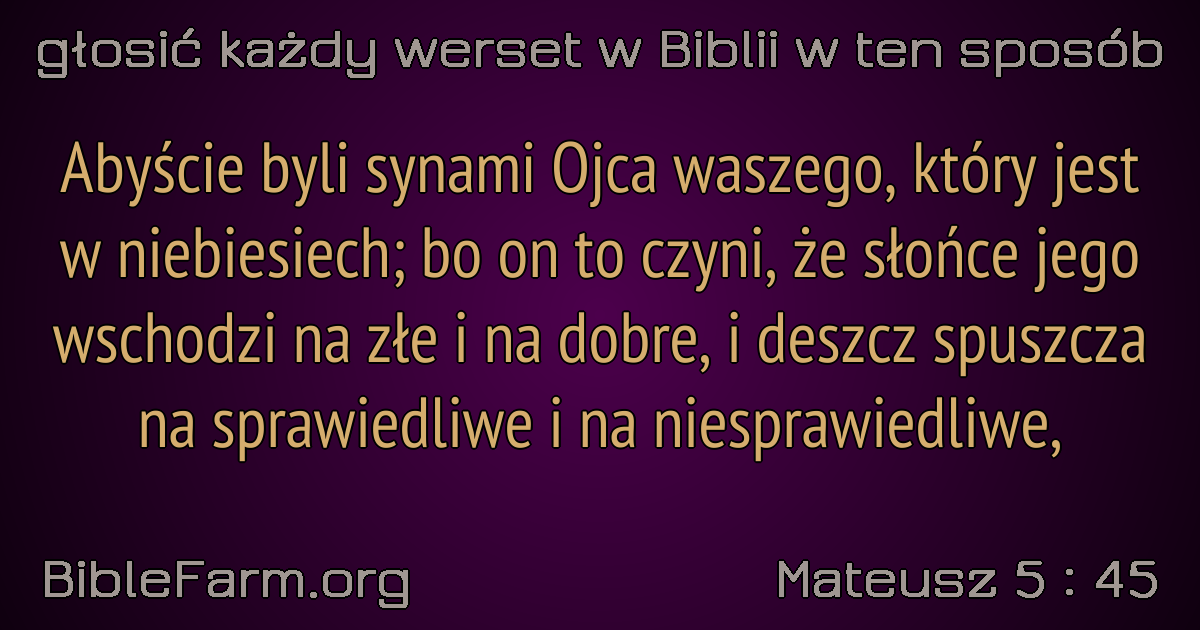 głosić każdy werset w Biblii w ten sposób
Abyście byli synami Ojca waszego, który jest
w niebiesiech; bo on to czyni, że słońce jego
wschodzi na złe i na dobre, i deszcz spuszcza
na sprawiedliwe i na niesprawiedliwe,
BibleFarm.org
Mateusz 5 : 45